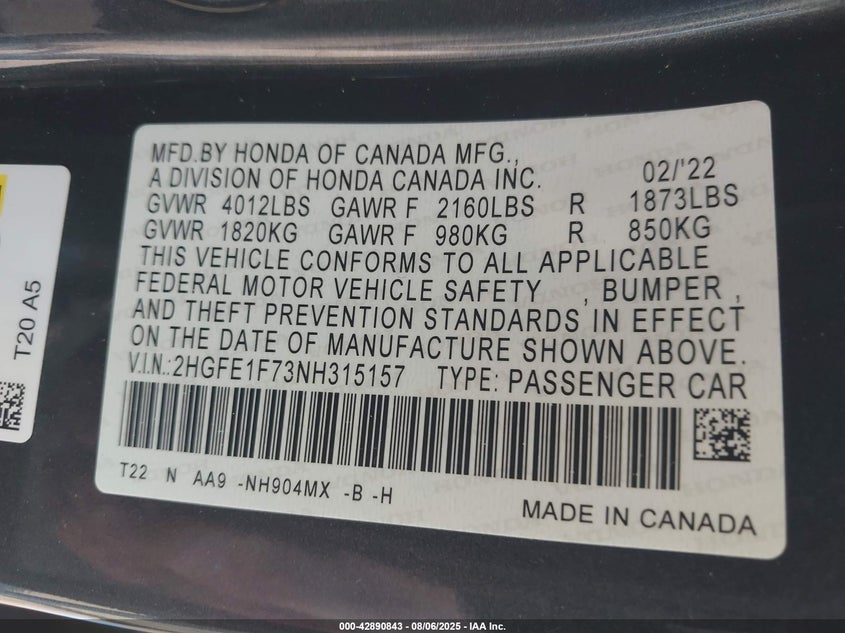 MFD.BY HONDA OF CANADA MFG.,
A DIVISION OF HONDA CANADA INC. 02/'22
GVWR 4012LBS GAWR F 2160LBS R 1873LBS
GVWR 1820KG GAWR F 980KG R 850KG
THIS VEHICLE CONFORMS TO ALL APPLICABLE
FEDERAL MOTOR VEHICLE SAFETY , BUMPER ,
AND THEFT PREVENTION STANDARDS IN EFFECT
ON THE DATE OF MANUFACTURE SHOWN ABOVE.
V.I.N.:2HGFE1F73NH315157 TYPE: PASSENGER CAR
T22 N AA9 -NH904MX -B -H
MADE IN CANADA
T20 A5
000-42890843 - 08/06/2025 - IAA Inc.